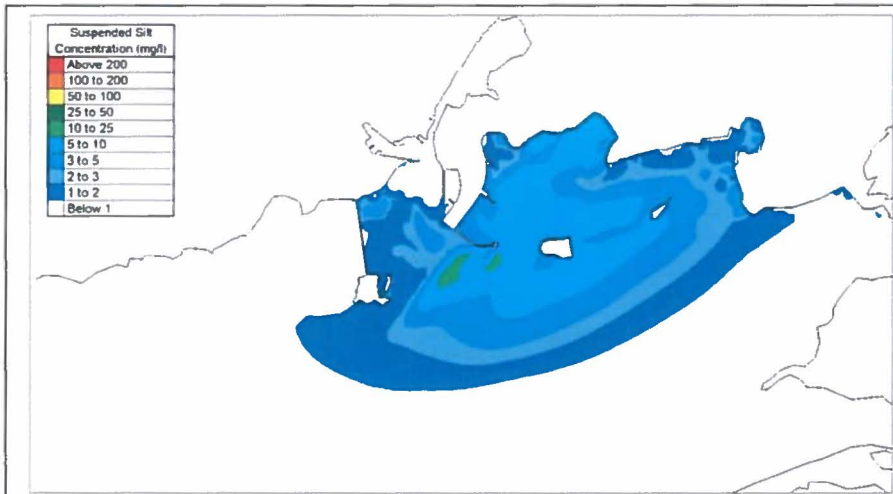 Suspended Silt
Concentration (mg/l)
Above 200
100 to 200
50 to 100
25 to 50
10 to 25
5 to 10
3 to 5
2 to 3
1 to 2
Below 1